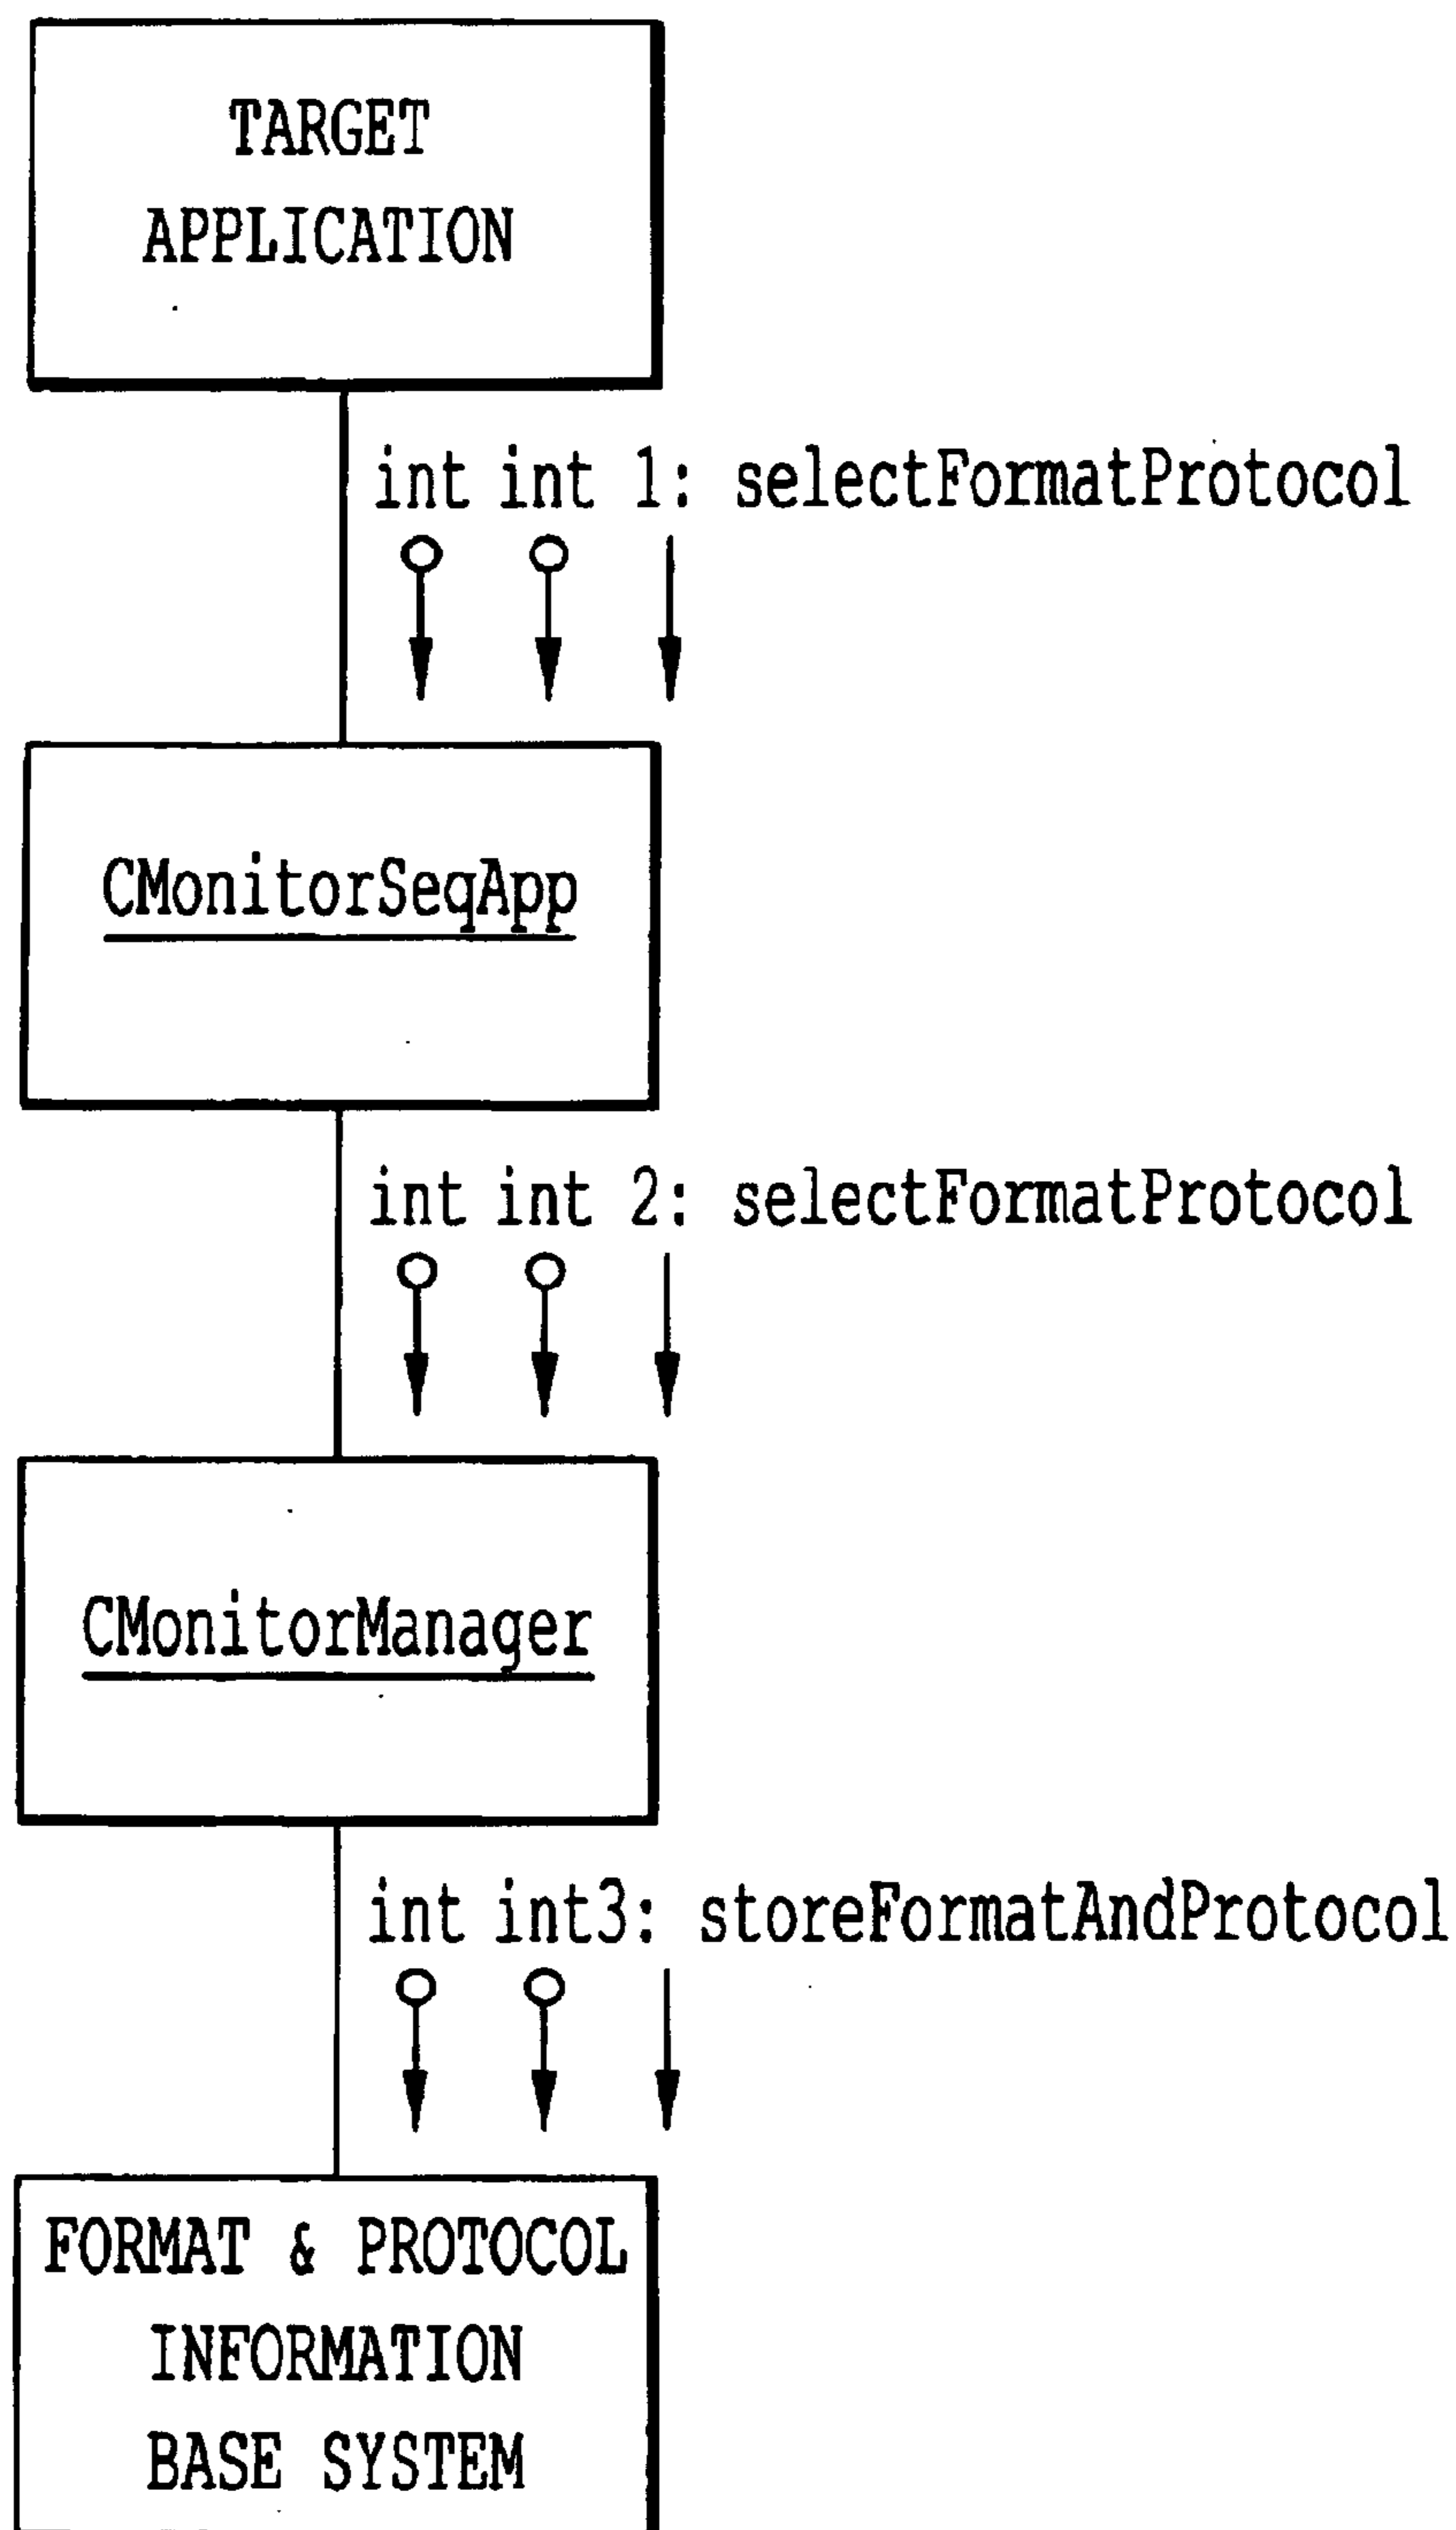 TARGET
APPLICATION
int int 1: selectFormatProtocol
CMonitorSeqApp
int int 2: selectFormatProtocol
CMonitorManager
int int3: storeFormatAndProtocol
FORMAT & PROTOCOL
INFORMATION
BASE SYSTEM